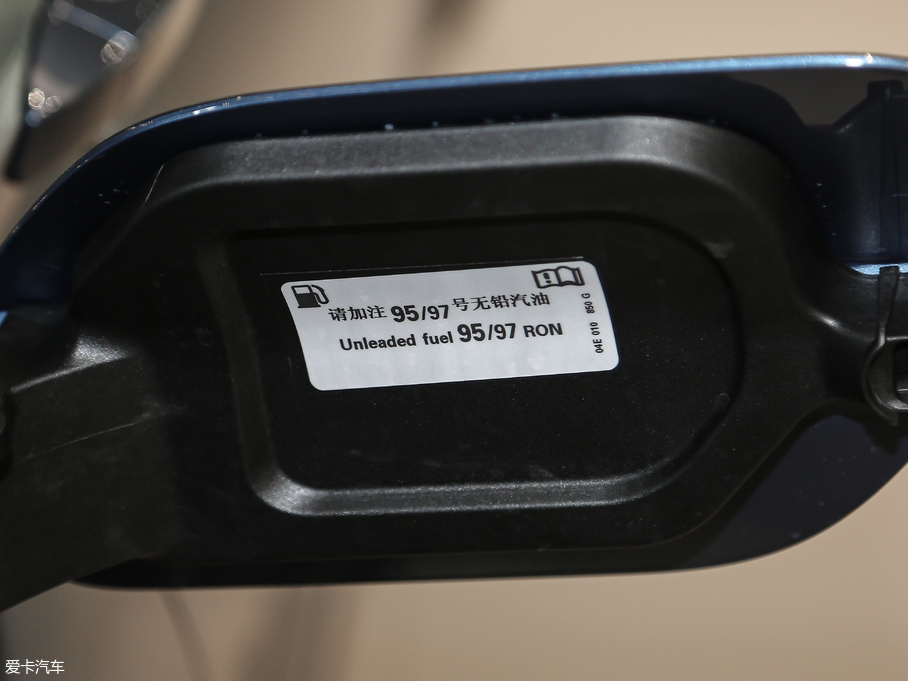 请加注 95/97 号无铅汽油
Unleaded fuel 95/97 RON
04E 010 850 G
爱卡汽车